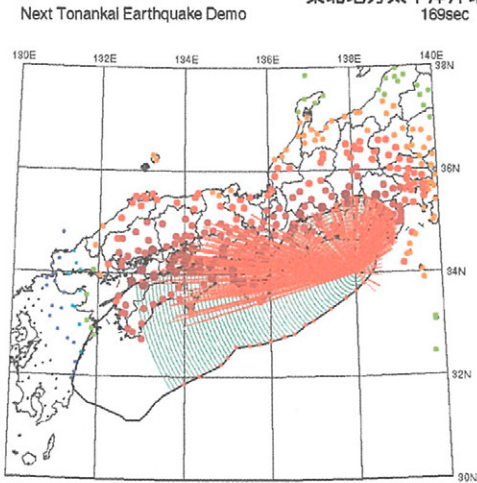 Next Tonankai Earthquake Demo
169sec
130E
132E
134E
136E
138E
140E
38N
36N
34N
32N
30N